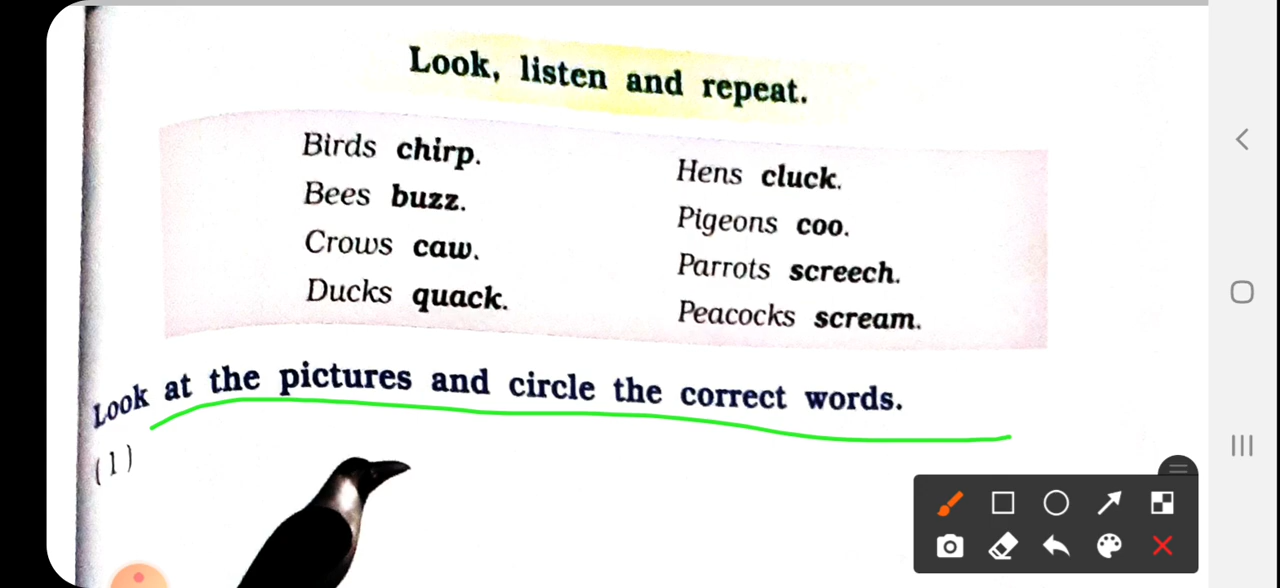 Look, listen and repeat.
Birds chirp.
Bees buzz.
Crows caw.
Ducks quack.
Hens cluck.
Pigeons coo.
Parrots screech.
Peacocks scream.
Look at the pictures and circle the correct words.
(1)